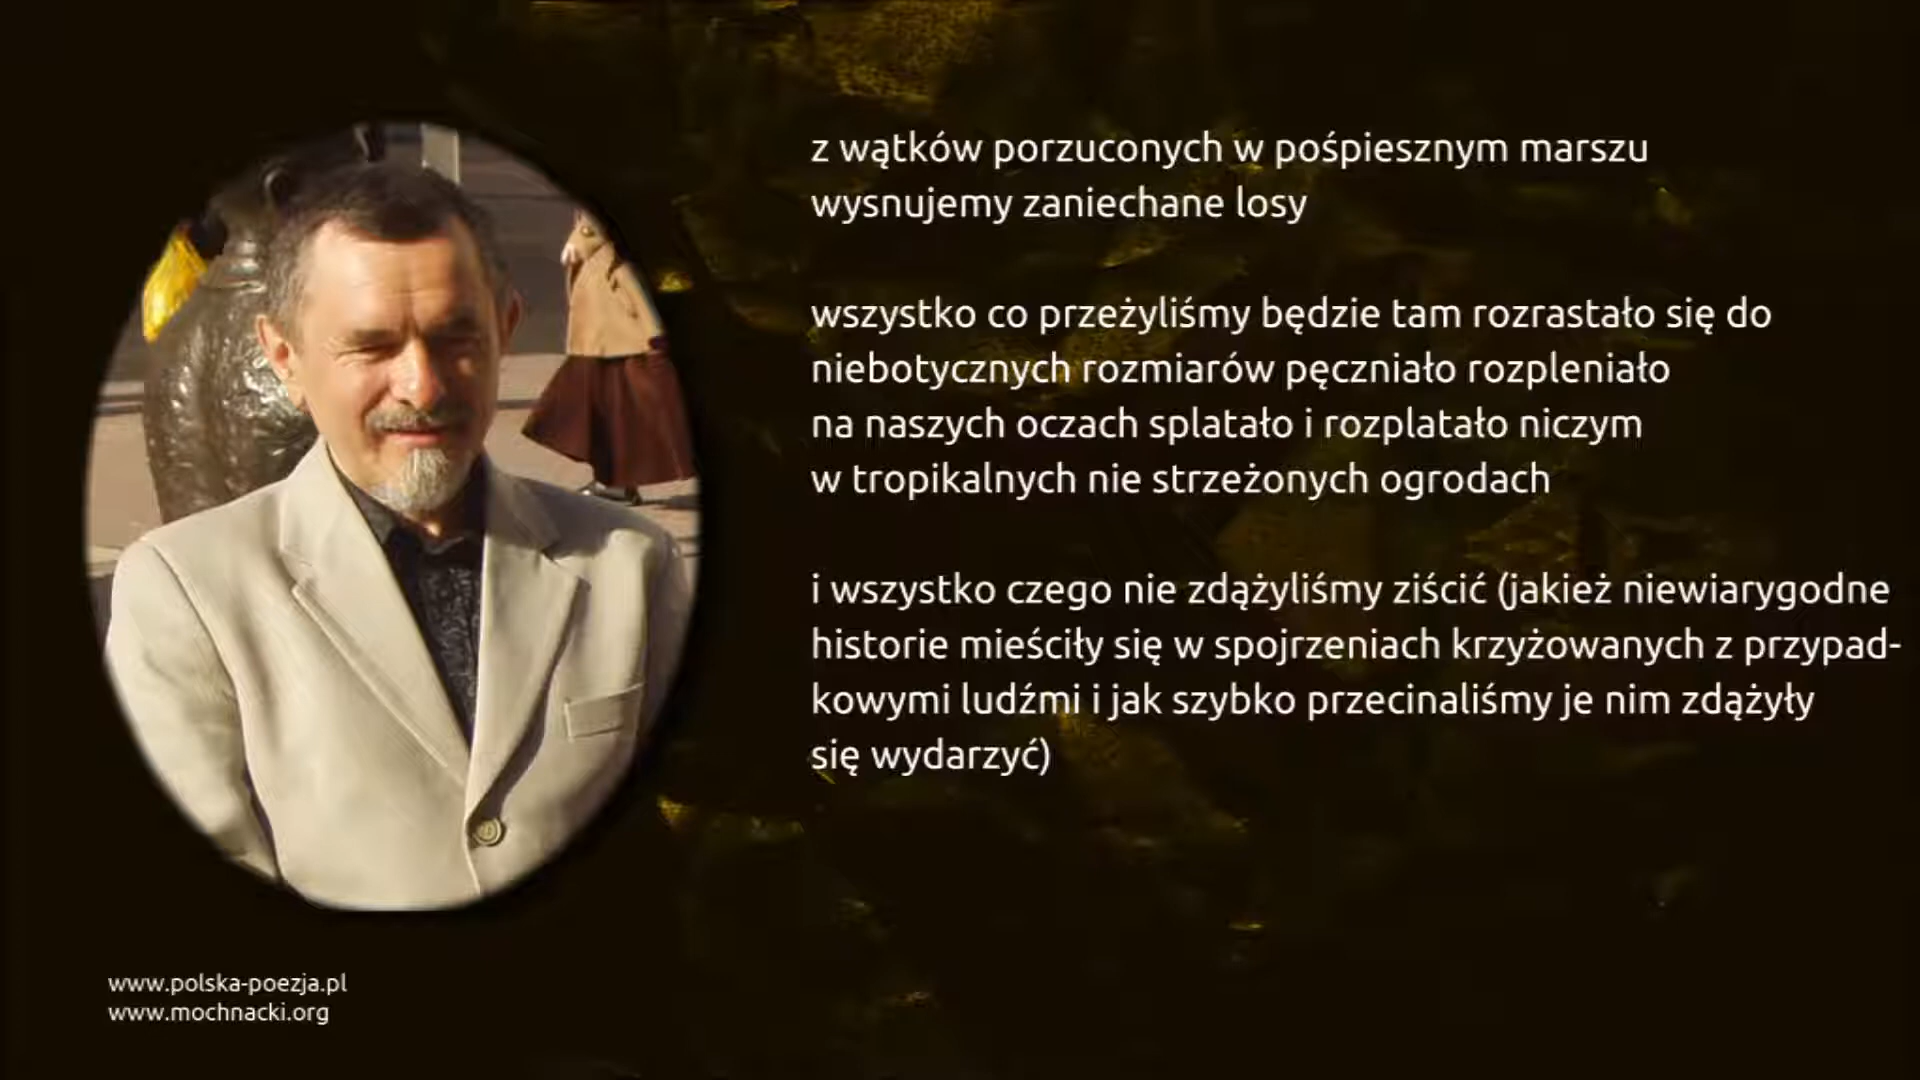 z wątków porzuconych w pośpiesznym marszu
wysnujemy zaniechane losy
wszystko co przeżyliśmy będzie tam rozrastało się do
niebotycznych rozmiarów pęczniało rozpleniało
na naszych oczach splatało i rozplatało niczym
w tropikalnych nie strzeżonych ogrodach
i wszystko czego nie zdążyliśmy ziścić (jakież niewiarygodne
historie mieściły się w spojrzeniach krzyżowanych z przypad-
kowymi ludźmi i jak szybko przecinaliśmy je nim zdążyły
się wydarzyć)
www.polska-poezja.pl
www.mochnacki.org